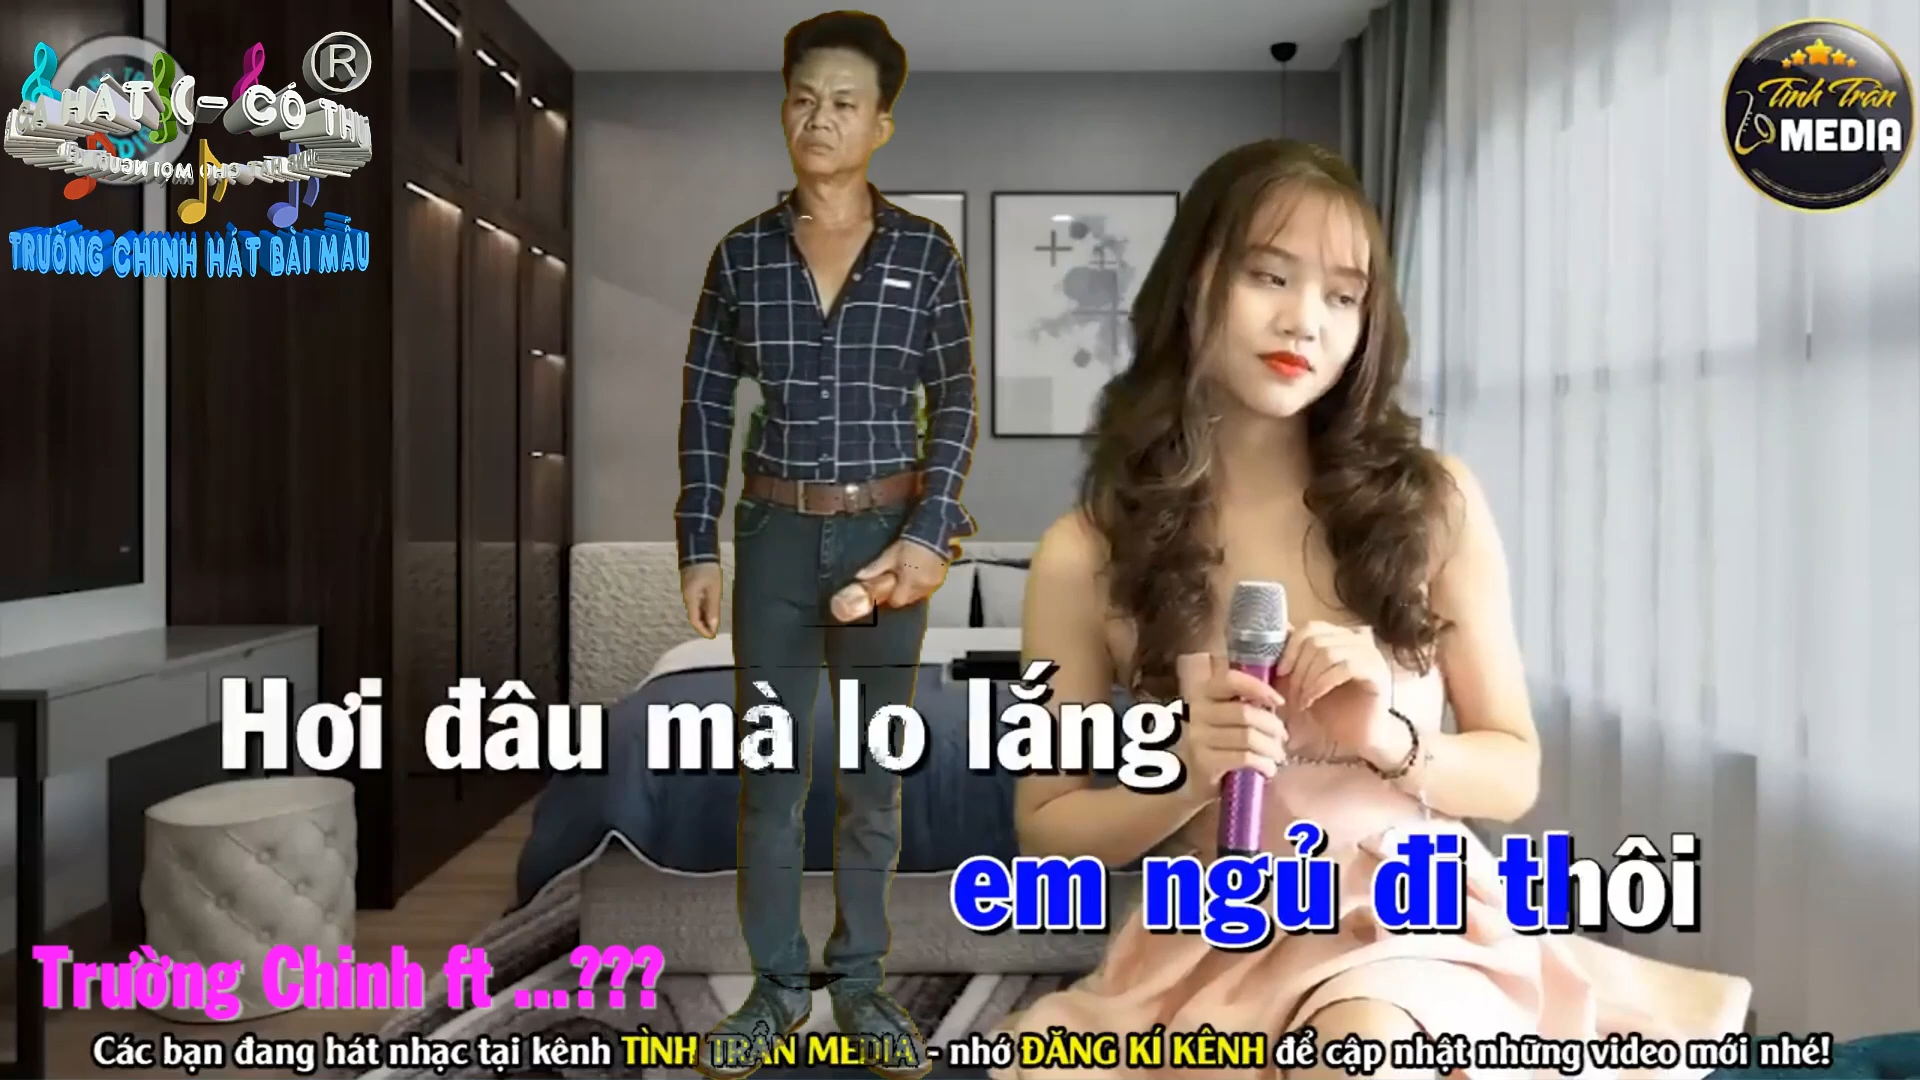 ®
CA HÁT - CÓ THU
TRƯỜNG CHINH HÁT BÀI MẪU
Tình Trần
MEDIA
Hơi đâu mà lo lắng
em ngủ đi thôi
Trường Chinh ft ...???
Các bạn đang hát nhạc tại kênh TÌNH TRẦN MEDIA - nhớ ĐĂNG KÍ KÊNH để cập nhật những video mới nhé!